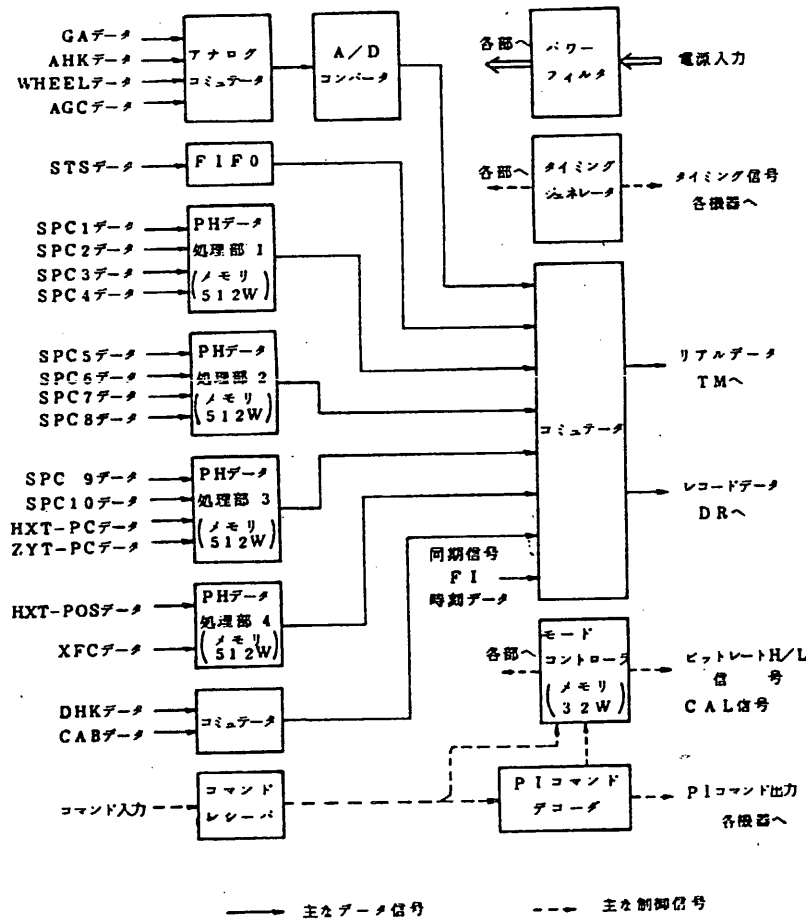 GAデータ
AHKデータ
WHEELデータ
AGCデータ
アナログ
コミュテータ
A/D
コンバータ
各部へ
パワー
フィルタ
電源入力
STSデータ
FIFO
各部へ
タイミング
ジェネレータ
タイミング信号
各機器へ
SPC1データ
SPC2データ
SPC3データ
SPC4データ
PHデータ
処理部1
(メモリ
512W)
SPC5データ
SPC6データ
SPC7データ
SPC8データ
PHデータ
処理部2
(メモリ
512W)
コミュテータ
リアルデータ
TMへ
SPC 9データ
SPC10データ
HXT-PCデータ
ZYT-PCデータ
PHデータ
処理部3
(メモリ
512W)
レコードデータ
DRへ
同期信号
FI
時刻データ
HXT-POSデータ
XFCデータ
PHデータ
処理部4
(メモリ
512W)
各部へ
モード
コントローラ
(メモリ
32W)
ビットレートH/L
信号
CAL信号
DHKデータ
CABデータ
コミュテータ
コマンド入力
コマンド
レシーバ
PIコマンド
デコーダ
PIコマンド出力
各機器へ
主なデータ信号
主な制御信号